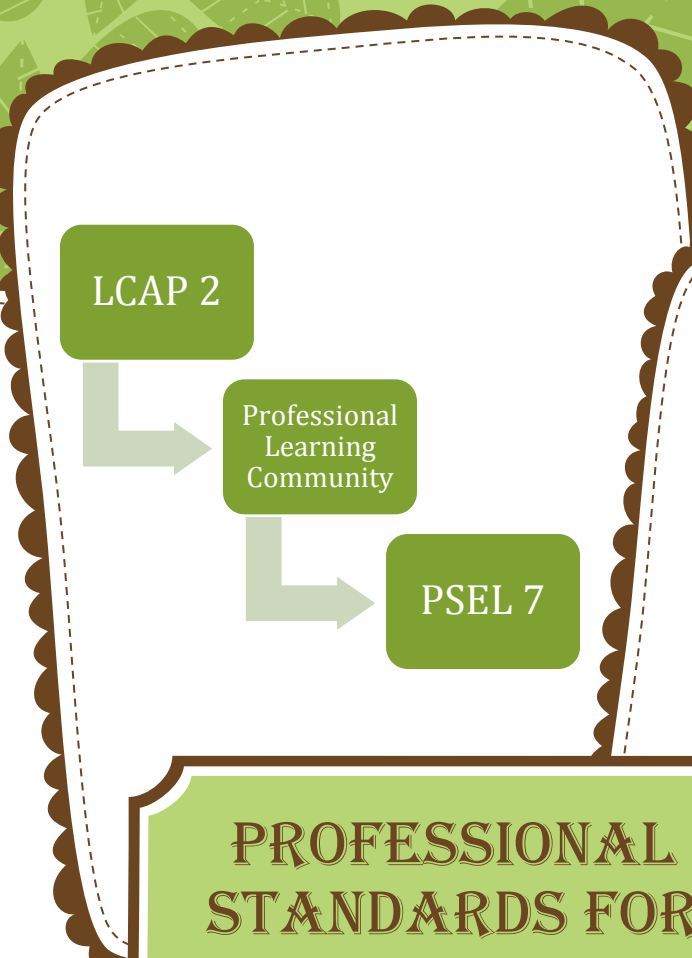 LCAP 2
Professional
Learning
Community
PSEL 7
PROFESSIONAL
STANDARDS FOR